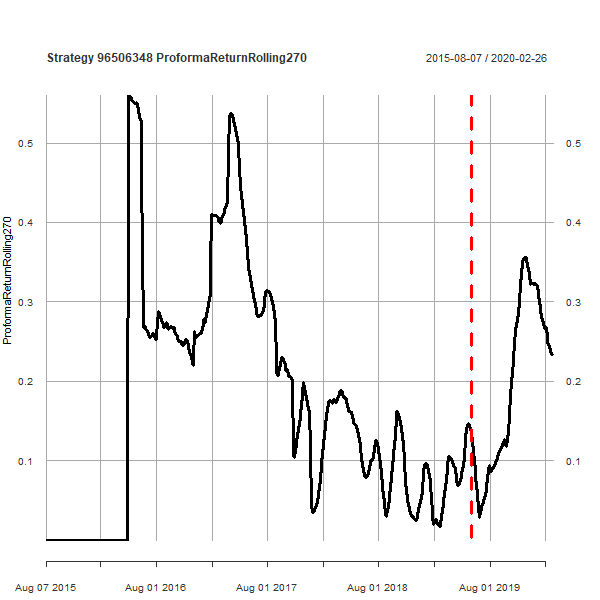 Strategy 96506348 ProformaReturnRolling270
2015-08-07 / 2020-02-26
ProformaReturnRolling270
0.5
0.5
0.4
0.4
0.3
0.3
0.2
0.2
0.1
0.1
Aug 07 2015
Aug 01 2016
Aug 01 2017
Aug 01 2018
Aug 01 2019